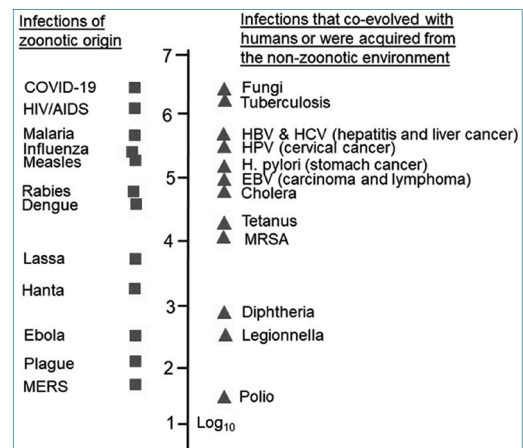 Infections of
zoonotic origin
Infections that co-evolved with
humans or were acquired from
the non-zoonotic environment
7
COVID-19
Fungi
HIV/AIDS
Tuberculosis
6
Malaria
HBV & HCV (hepatitis and liver cancer)
Influenza
HPV (cervical cancer)
Measles
H. pylori (stomach cancer)
5
EBV (carcinoma and lymphoma)
Rabies
Cholera
Dengue
Tetanus
4
MRSA
Lassa
Hanta
3
Diphtheria
Ebola
Legionnella
Plague
2
MERS
Polio
1
Log10